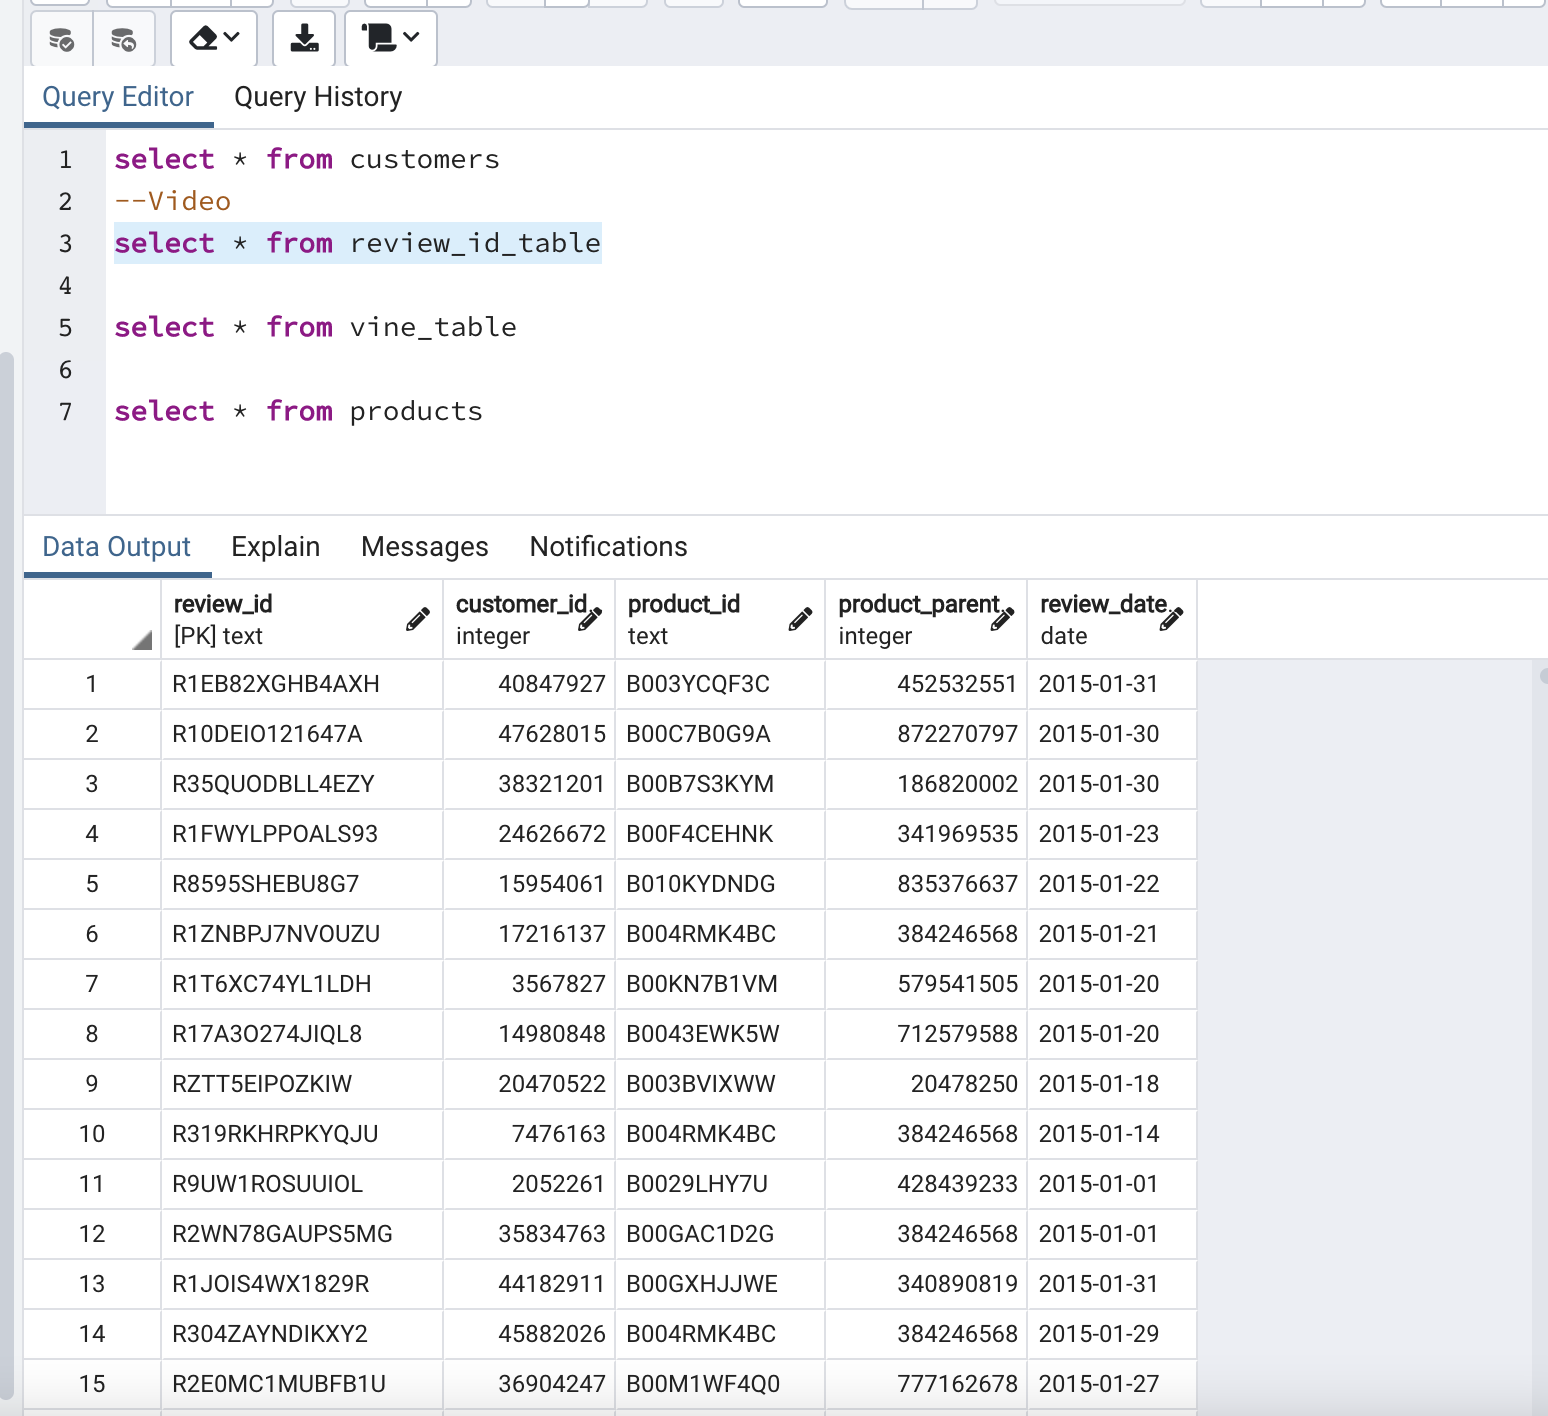 Query Editor Query History
1 select * from customers
2 --Video
3 select * from review_id_table
4
5 select * from vine_table
6
7 select * from products
Data Output Explain Messages Notifications
review_id customer_id product_id product_parent review_date
[PK] text integer text integer date
1 R1EB82XGHB4AXH 40847927 B003YCQF3C 452532551 2015-01-31
2 R10DEIO121647A 47628015 B00C7B0G9A 872270797 2015-01-30
3 R35QUODBLL4EZY 38321201 B00B7S3KYM 186820002 2015-01-30
4 R1FWYLPPOALS93 24626672 B00F4CEHNK 341969535 2015-01-23
5 R8595SHEBU8G7 15954061 B010KYDNDG 835376637 2015-01-22
6 R1ZNBPJ7NVOUZU 17216137 B004RMK4BC 384246568 2015-01-21
7 R1T6XC74YL1LDH 3567827 B00KN7B1VM 579541505 2015-01-20
8 R17A3O274JIQL8 14980848 B0043EWK5W 712579588 2015-01-20
9 RZTT5EIPOZKIW 20470522 B003BVIXWW 20478250 2015-01-18
10 R319RKHRPKYQJU 7476163 B004RMK4BC 384246568 2015-01-14
11 R9UW1ROSUUIOL 2052261 B0029LHY7U 428439233 2015-01-01
12 R2WN78GAUPS5MG 35834763 B00GAC1D2G 384246568 2015-01-01
13 R1JOIS4WX1829R 44182911 B00GXHJJWE 340890819 2015-01-31
14 R304ZAYNDIKXY2 45882026 B004RMK4BC 384246568 2015-01-29
15 R2E0MC1MUBFB1U 36904247 B00M1WF4Q0 777162678 2015-01-27